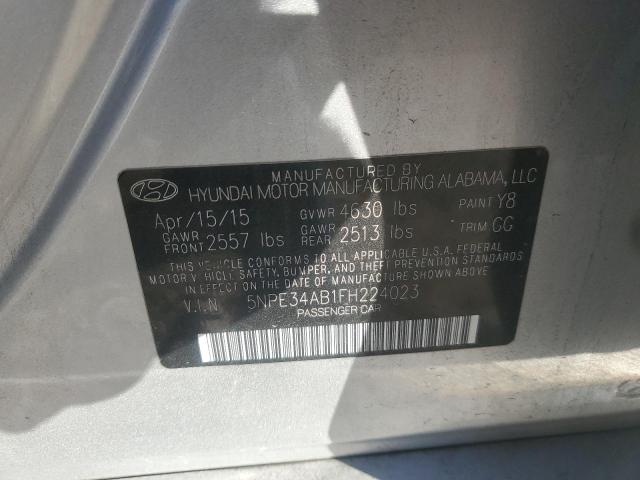 MANUFACTURED BY
HYUNDAI MOTOR MANUFACTURING ALABAMA, LLC
Apr/15/15 GVWR 4630 lbs PAINT Y8
GAWR FRONT 2557 lbs GAWR REAR 2513 lbs TRIM GG
THIS VEHICLE CONFORMS TO ALL APPLICABLE U.S.A. FEDERAL
MOTOR VEHICLE SAFETY, BUMPER, AND THEFT PREVENTION STANDARDS
IN EFFECT ON THE DATE OF MANUFACTURE SHOWN ABOVE.
V.I.N. 5NPE34AB1FH224023
PASSENGER CAR